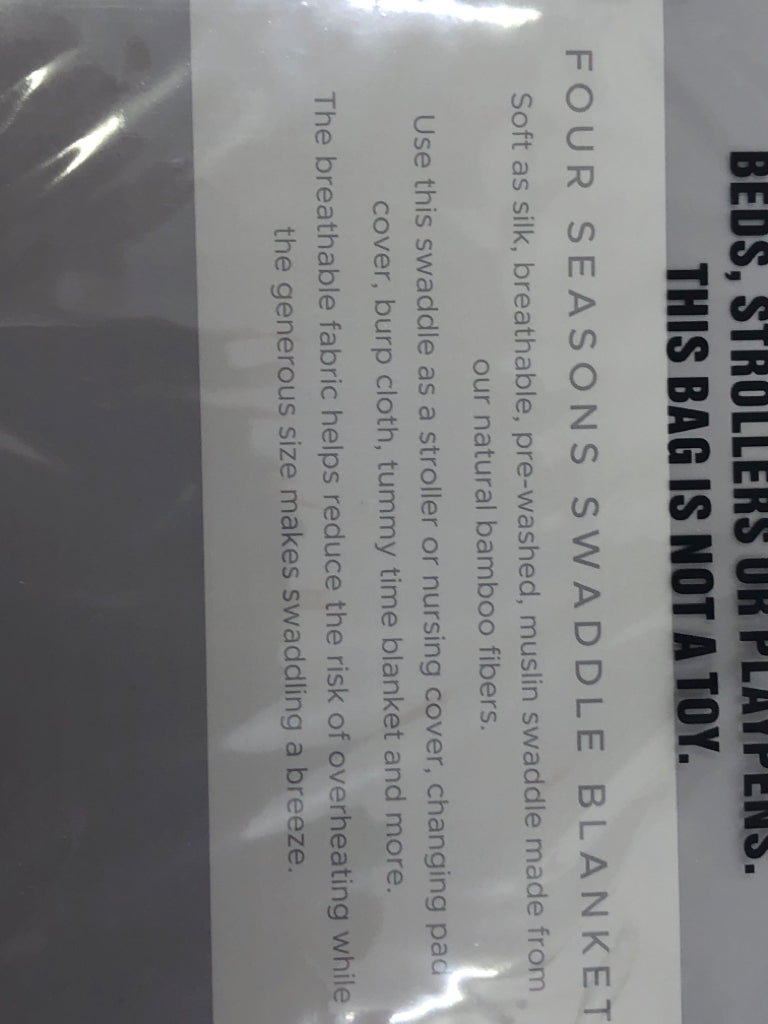 BEDS, STROLLERS OR PLAYPENS.
THIS BAG IS NOT A TOY.
FOUR SEASONS SWADDLE BLANKET
Soft as silk, breathable, pre-washed, muslin swaddle made from
our natural bamboo fibers.
Use this swaddle as a stroller or nursing cover, changing pad
cover, burp cloth, tummy time blanket and more.
The breathable fabric helps reduce the risk of overheating while
the generous size makes swaddling a breeze.